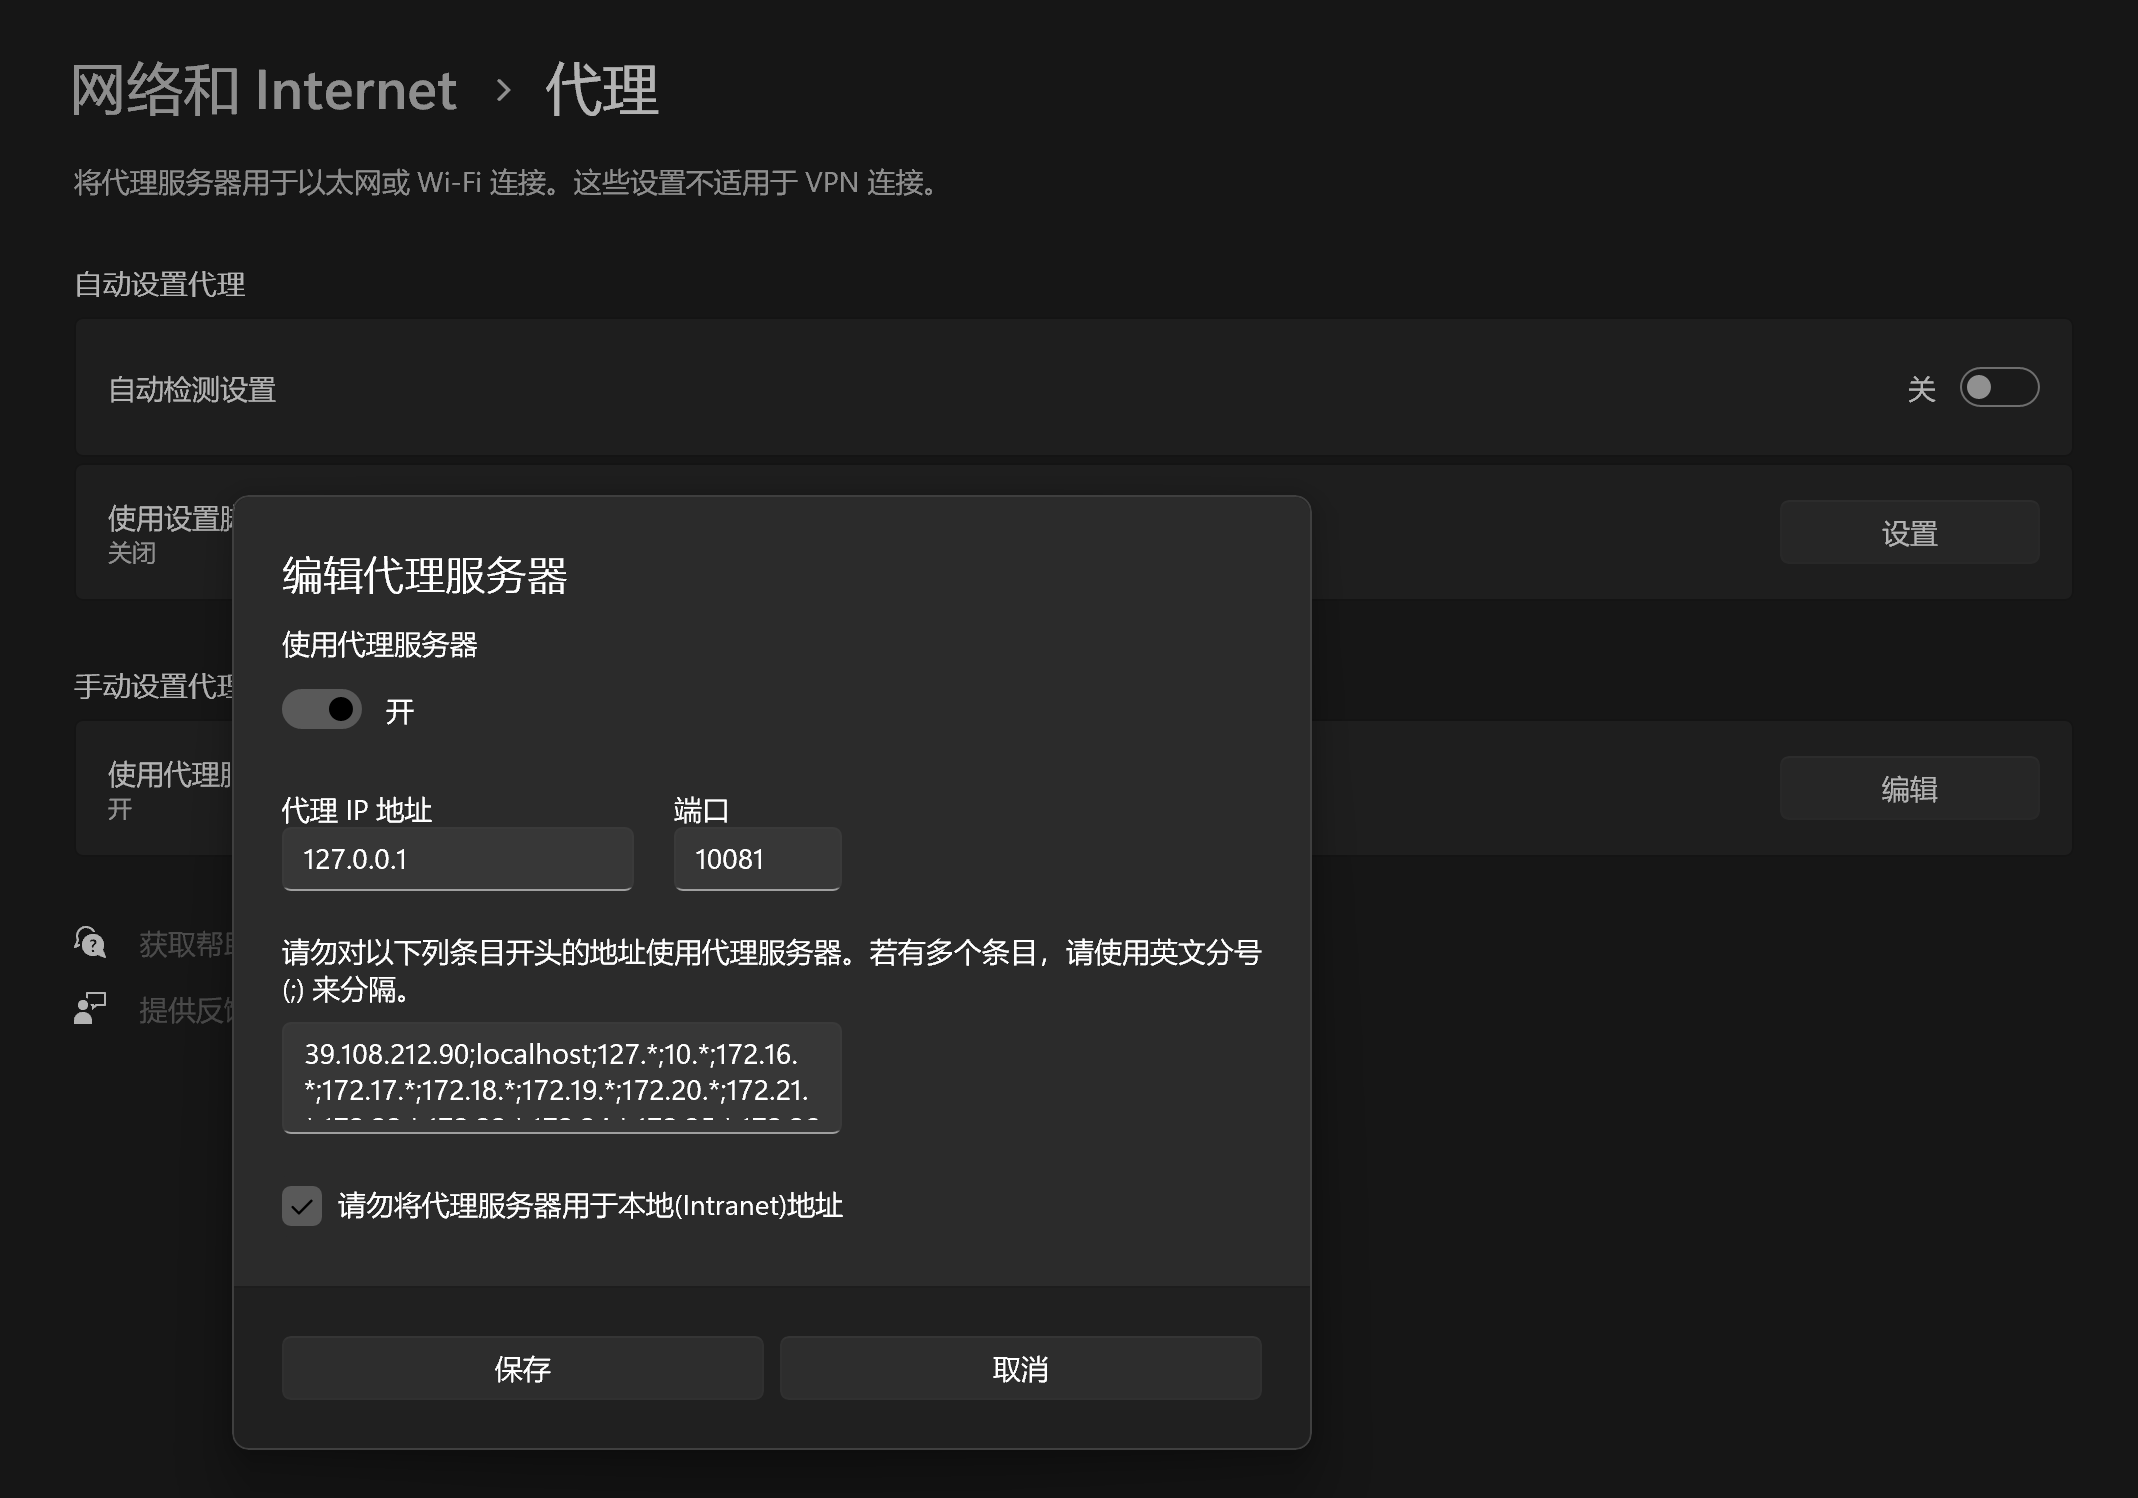 网络和 Internet › 代理
将代理服务器用于以太网或 Wi-Fi 连接。这些设置不适用于 VPN 连接。
自动设置代理
自动检测设置
关
使用设置
关闭
设置
手动设置代
使用代理
开
编辑
获取帮
提供反
编辑代理服务器
使用代理服务器
开
代理 IP 地址
端口
127.0.0.1
10081
请勿对以下列条目开头的地址使用代理服务器。若有多个条目，请使用英文分号
(;) 来分隔。
39.108.212.90;localhost;127.*;10.*;172.16.
*;172.17.*;172.18.*;172.19.*;172.20.*;172.21.
请勿将代理服务器用于本地(Intranet)地址
保存
取消